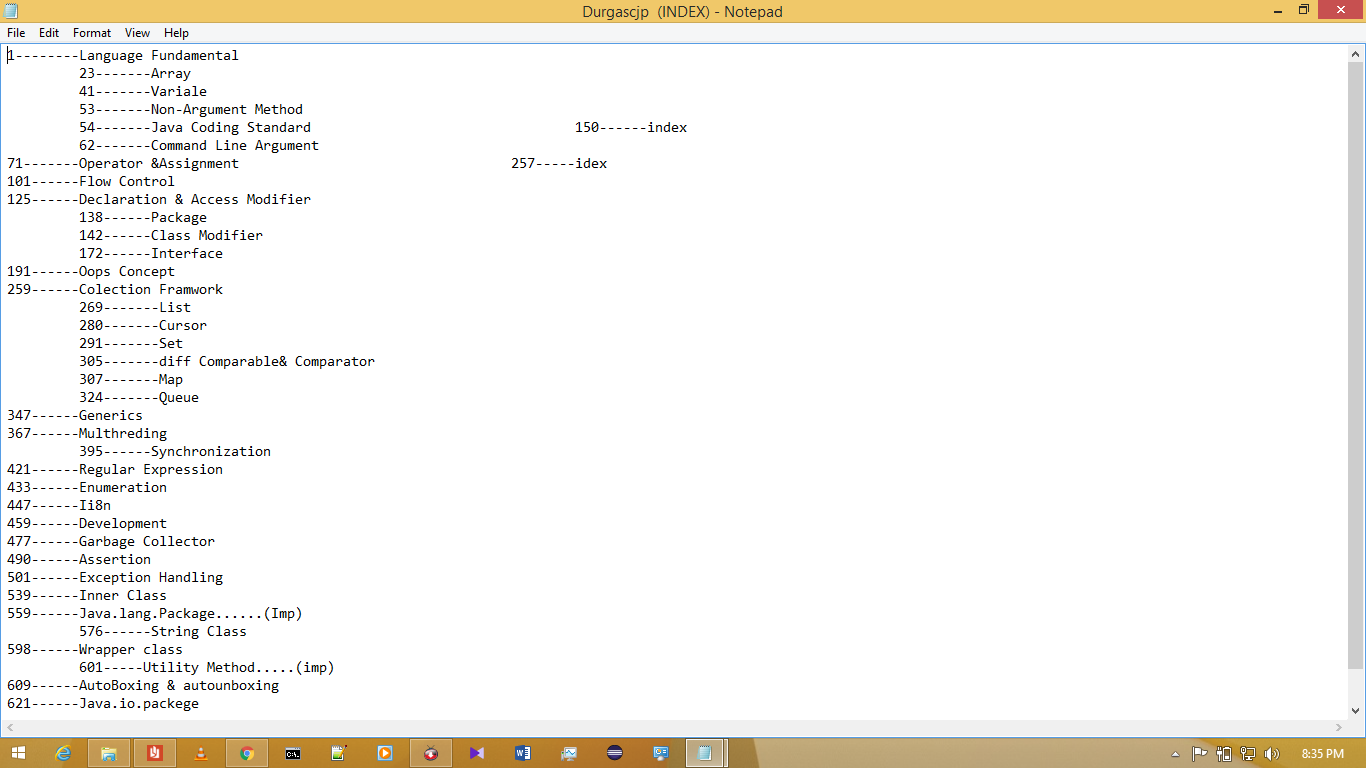 Durgascjp  (INDEX) - Notepad
File Edit Format View Help
1--------Language Fundamental
         23-------Array
         41-------Variale
         53-------Non-Argument Method
         54-------Java Coding Standard                                 150------index
         62-------Command Line Argument
71-------Operator &Assignment                                  257-----idex
101------Flow Control
125------Declaration & Access Modifier
         138------Package
         142------Class Modifier
         172------Interface
191------Oops Concept
259------Colection Framwork
         269-------List
         280-------Cursor
         291-------Set
         305-------diff Comparable& Comparator
         307-------Map
         324-------Queue
347------Generics
367------Multhreding
         395------Synchronization
421------Regular Expression
433------Enumeration
447------Ii8n
459------Development
477------Garbage Collector
490------Assertion
501------Exception Handling
539------Inner Class
559------Java.lang.Package......(Imp)
         576------String Class
598------Wrapper class
         601-----Utility Method.....(imp)
609------AutoBoxing & autounboxing
621------Java.io.packege
8:35 PM